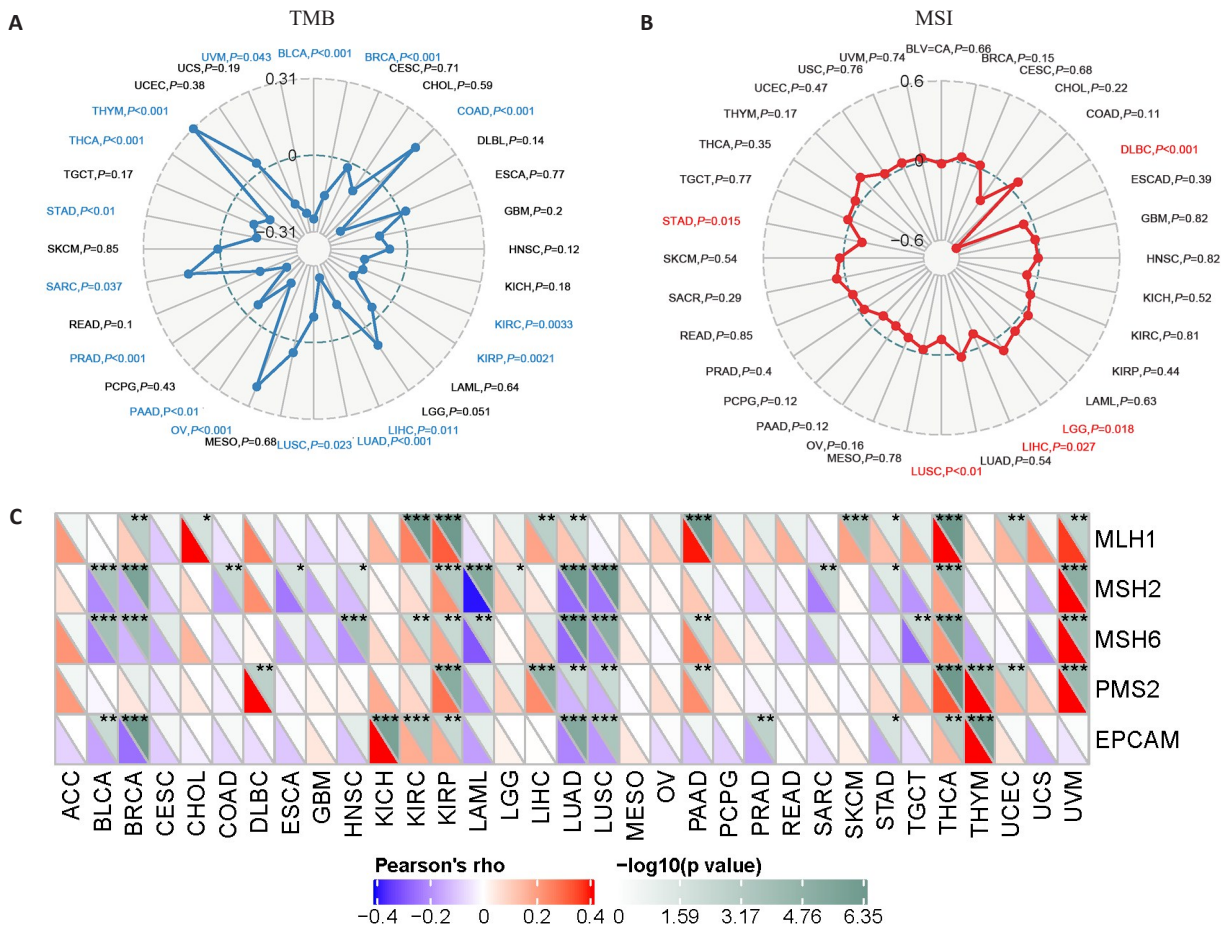 A
TMB
UVM,P=0.043
BLCA,P<0.001
BRCA,P<0.001
UCS,P=0.19
CESC,P=0.71
UCEC,P=0.38
0.31
CHOL,P=0.59
THYM,P<0.001
COAD,P<0.001
THCA,P<0.001
0
DLBL,P=0.14
TGCT,P=0.17
ESCA,P=0.77
STAD,P<0.01
−0.31
GBM,P=0.2
SKCM,P=0.85
HNSC,P=0.12
SARC,P=0.037
KICH,P=0.18
READ,P=0.1
KIRC,P=0.0033
PRAD,P<0.001
KIRP,P=0.0021
PCPG,P=0.43
LAML,P=0.64
PAAD,P<0.01
LGG,P=0.051
OV,P<0.001
LIHC,P=0.011
MESO,P=0.68
LUSC,P=0.023
LUAD,P<0.001
B
MSI
UVM,P=0.74
BLV=CA,P=0.66
BRCA,P=0.15
USC,P=0.76
CESC,P=0.68
UCEC,P=0.47
0.6
CHOL,P=0.22
THYM,P=0.17
COAD,P=0.11
THCA,P=0.35
0
DLBC,P<0.001
TGCT,P=0.77
ESCAD,P=0.39
STAD,P=0.015
−0.6
GBM,P=0.82
SKCM,P=0.54
HNSC,P=0.82
SACR,P=0.29
KICH,P=0.52
READ,P=0.85
KIRC,P=0.81
PRAD,P=0.4
KIRP,P=0.44
PCPG,P=0.12
LAML,P=0.63
PAAD,P=0.12
LGG,P=0.018
OV,P=0.16
LIHC,P=0.027
MESO,P=0.78
LUAD,P=0.54
LUSC,P<0.01
C
** * *** *** ** ** *** *** * *** ** ** MLH1
*** *** ** * * *** *** * *** *** ** * *** *** MSH2
*** *** *** ** ** ** *** *** ** ** *** *** MSH6
** *** *** ** ** ** *** *** ** *** PMS2
** *** *** *** ** *** *** ** * ** *** EPCAM
ACC BLCA BRCA CESC CHOL COAD DLBC ESCA GBM HNSC KICH KIRC KIRP LAML LGG LIHC LUAD LUSC MESO OV PAAD PCPG PRAD READ SARC SKCM STAD TGCT THCA THYM UCEC UCS UVM
Pearson's rho
−0.4 −0.2 0 0.2 0.4
−log10(p value)
0 1.59 3.17 4.76 6.35